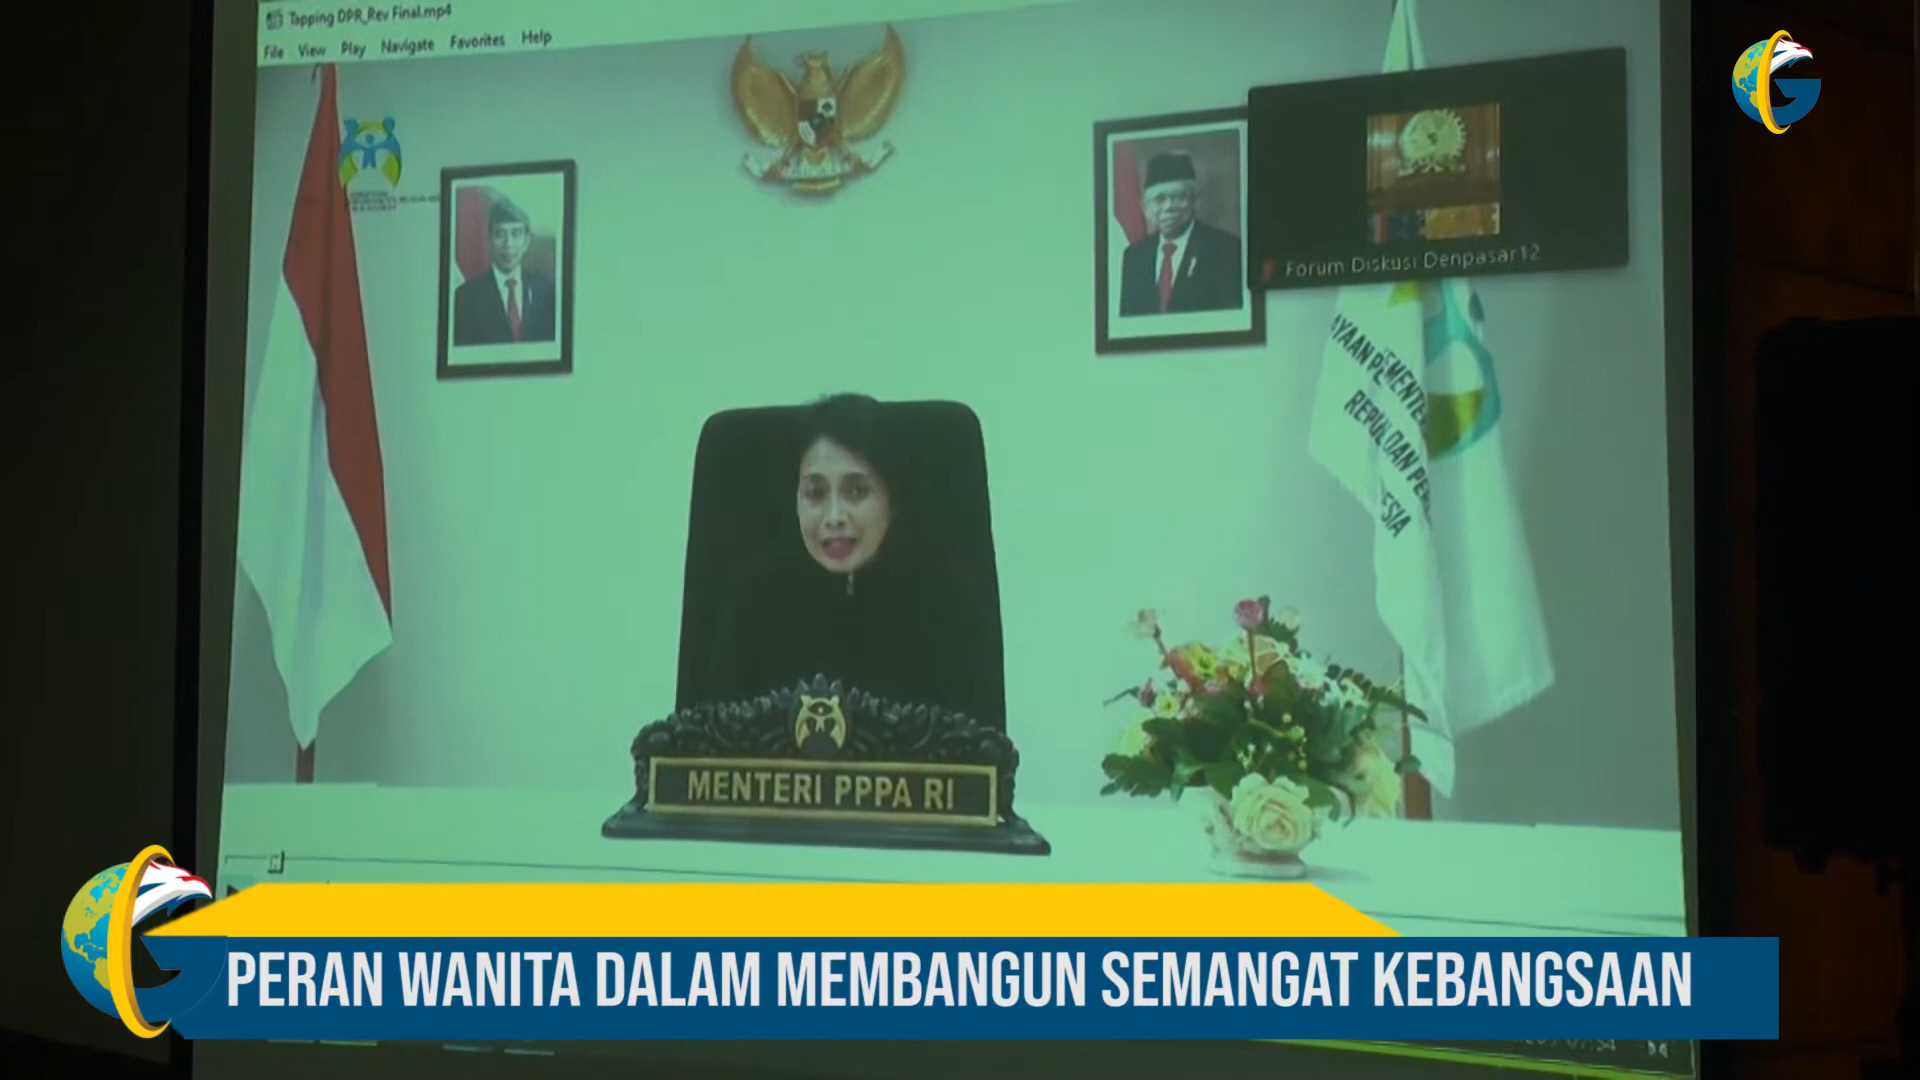 Tapping DPR_Rev Final.mp4
File View Play Navigate Favorites Help
Forum Diskusi Denpasar12
MENTERI PPPA RI
PERAN WANITA DALAM MEMBANGUN SEMANGAT KEBANGSAAN